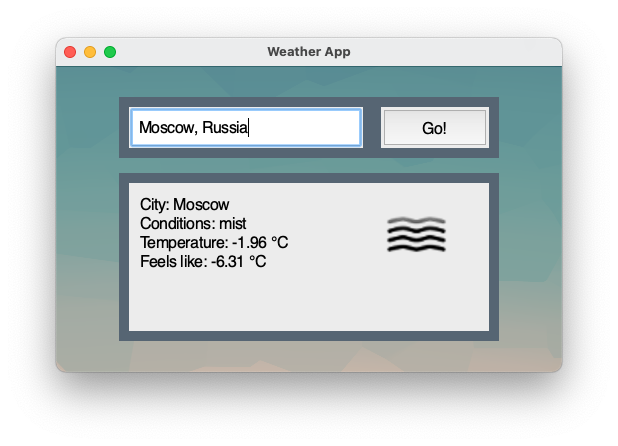 Weather App
Moscow, Russia
Go!
City: Moscow
Conditions: mist
Temperature: -1.96 °C
Feels like: -6.31 °C